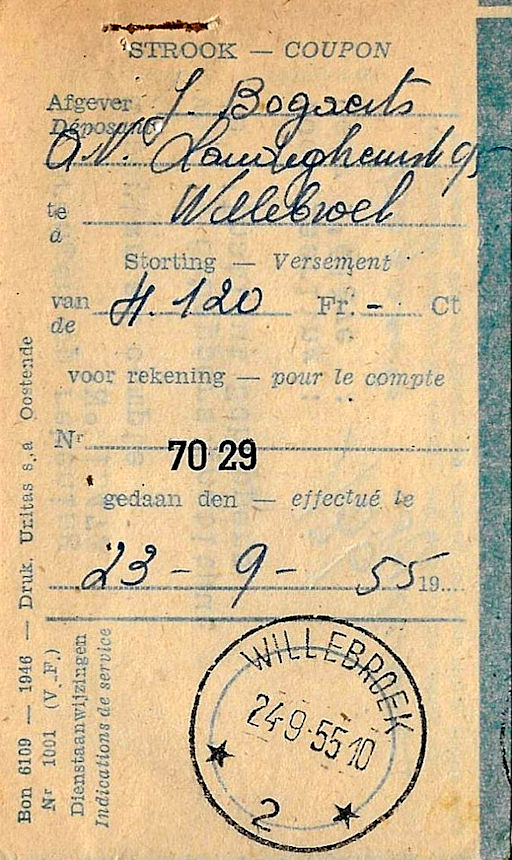 STROOK — COUPON
Afgever J. Bogaerts
Déposant
O.V.
te Willebroek
à
Storting — Versement
van 4.120 Fr. - Ct
de
voor rekening — pour le compte
Nr 70 29
gedaan den — effectué le
23 - 9 - 55 19....
WILLEBROEK
24-9-55 10
2
Bon 6109 — 1946 — Druk. Unitas s.a Oostende
Nr 1001 (V.-F.)
Dienstaanwijzingen
Indications de service